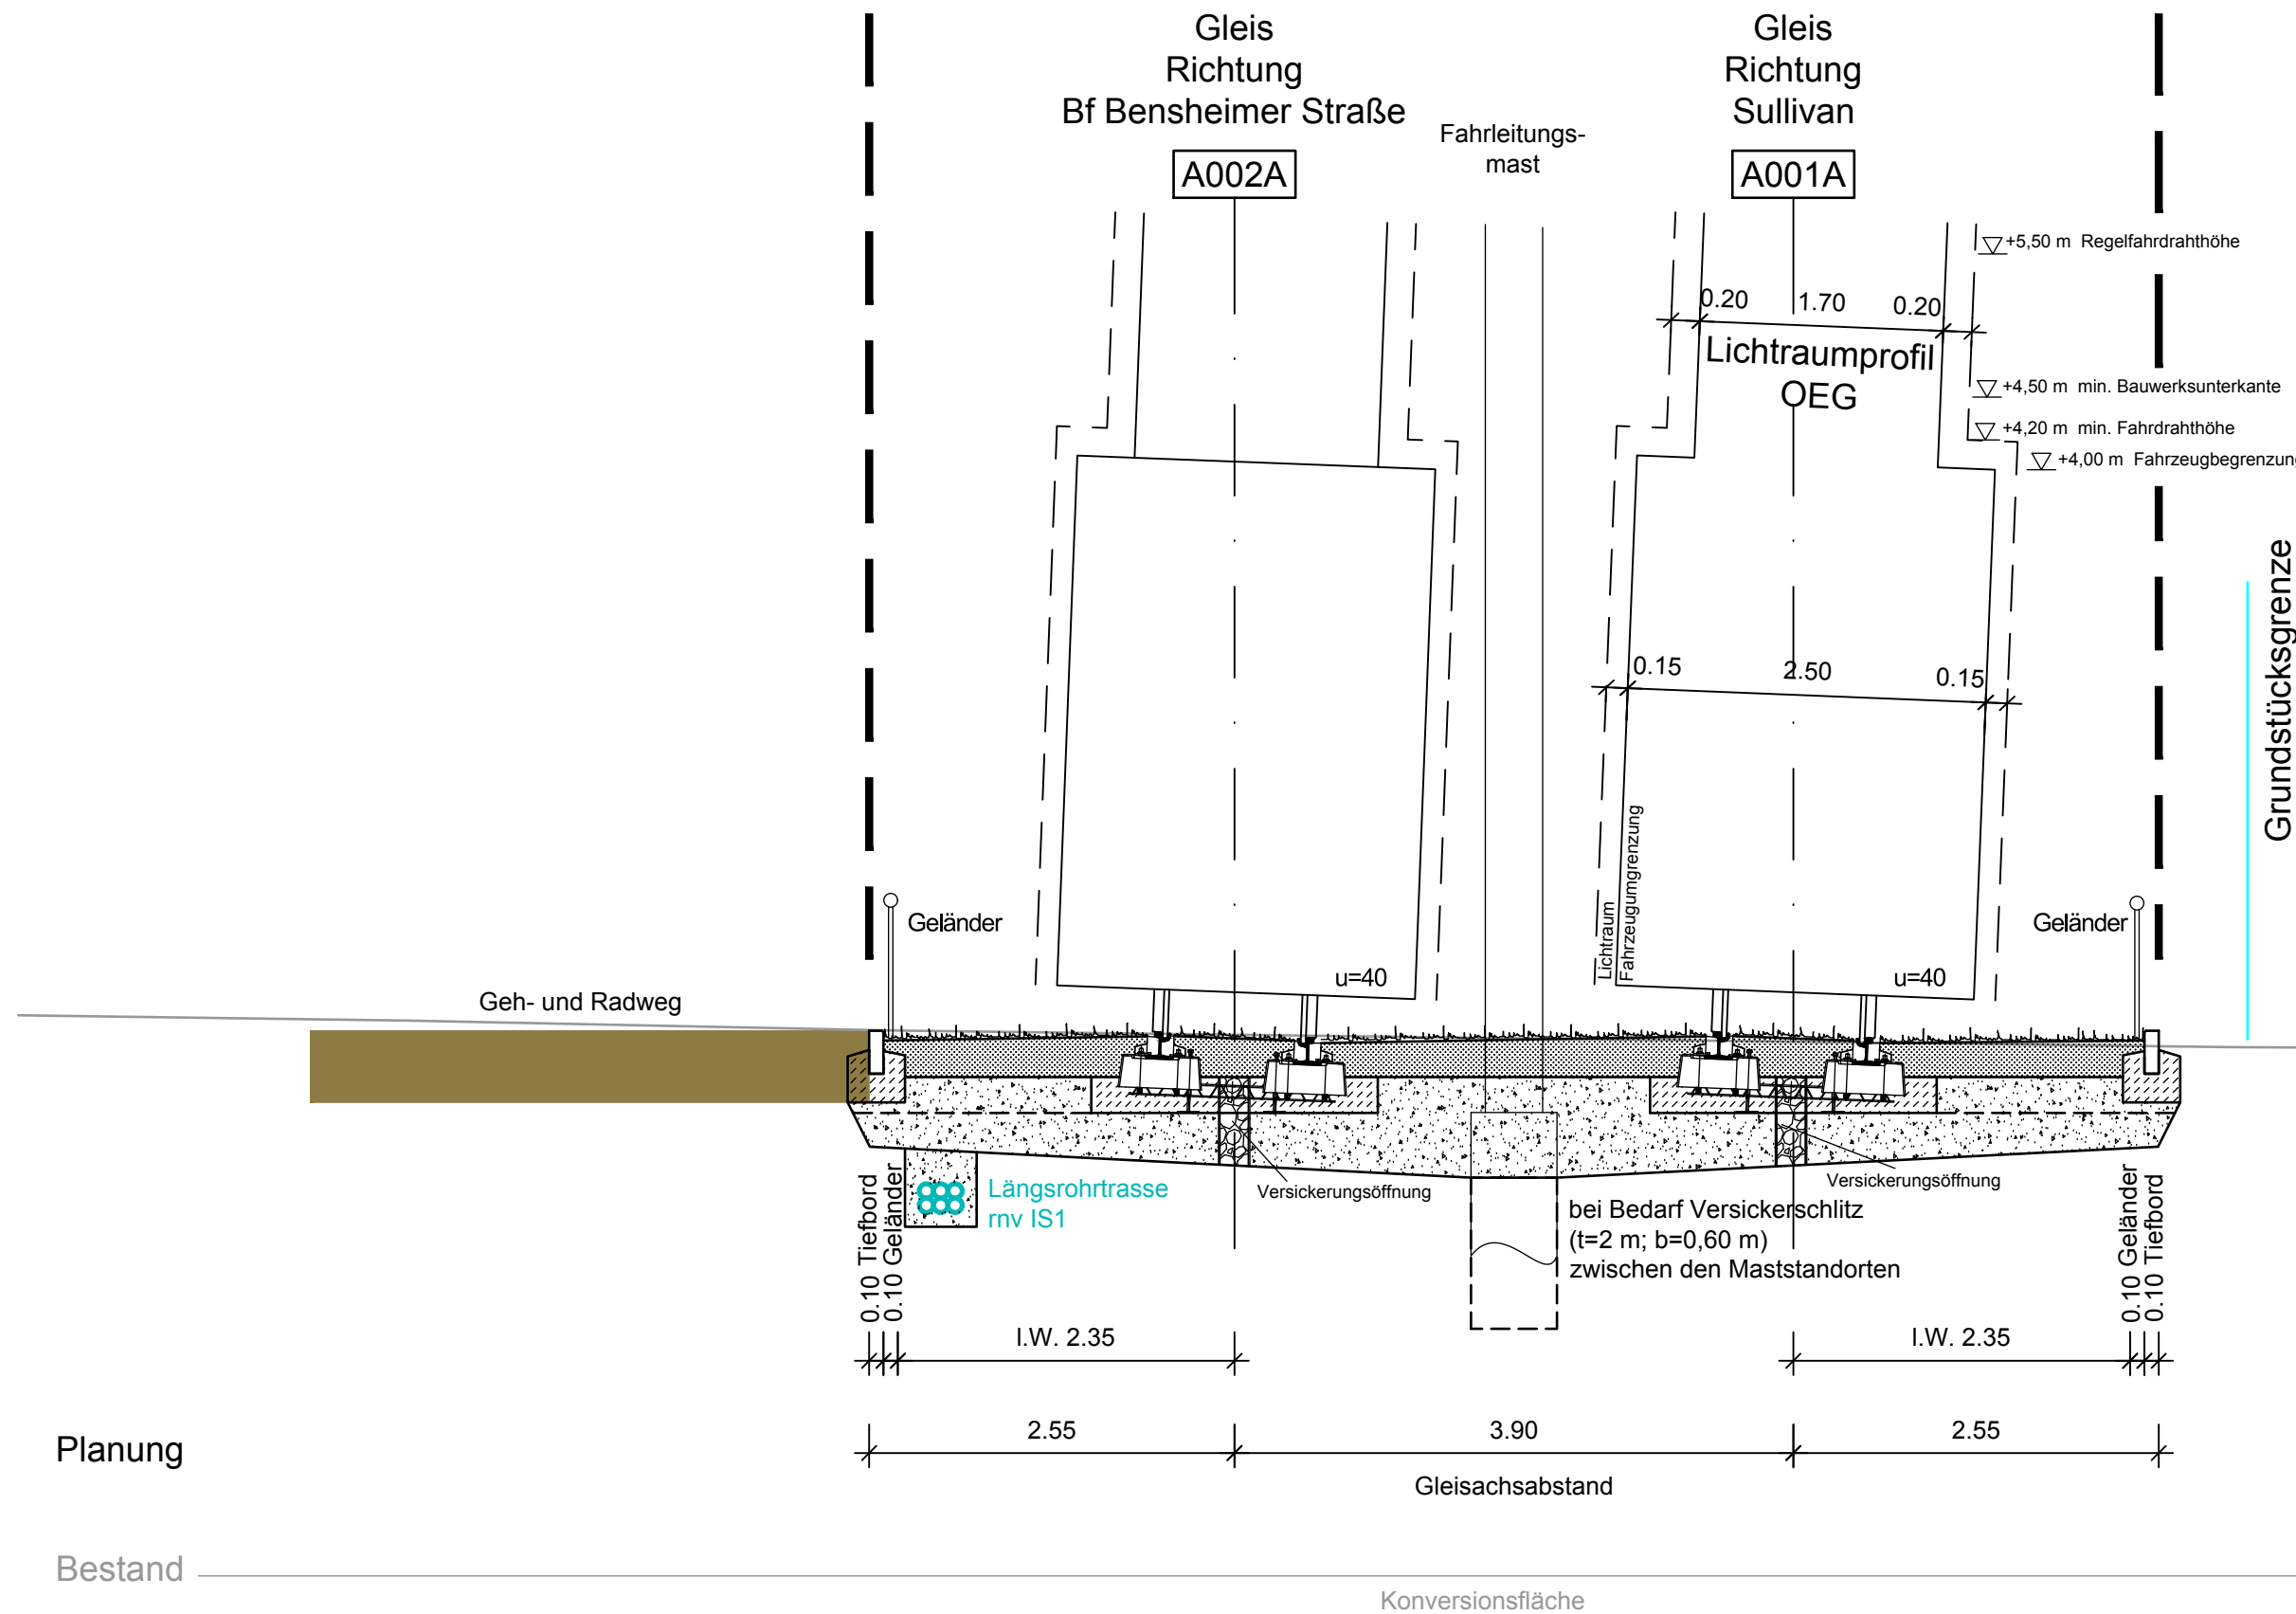 Gleis
Richtung
Bf Bensheimer Straße
A002A
Fahrleitungs-
mast
Gleis
Richtung
Sullivan
A001A
+5,50 m Regelfahrdrahthöhe
0.20 1.70 0.20
Lichtraumprofil
OEG
+4,50 m min. Bauwerksunterkante
+4,20 m min. Fahrdrahthöhe
+4,00 m Fahrzeugbegrenzung
Grundstücksgrenze
0.15 2.50 0.15
Lichtraum
Fahrzeugumgrenzung
Geländer
Geländer
u=40
u=40
Geh- und Radweg
Längsrohrtrasse
rnv IS1
Versickerungsöffnung
Versickerungsöffnung
bei Bedarf Versickerschlitz
(t=2 m; b=0,60 m)
zwischen den Maststandorten
0.10 Tiefbord
0.10 Geländer
0.10 Geländer
0.10 Tiefbord
l.W. 2.35
l.W. 2.35
Planung
2.55
3.90
2.55
Gleisachsabstand
Bestand
Konversionsfläche